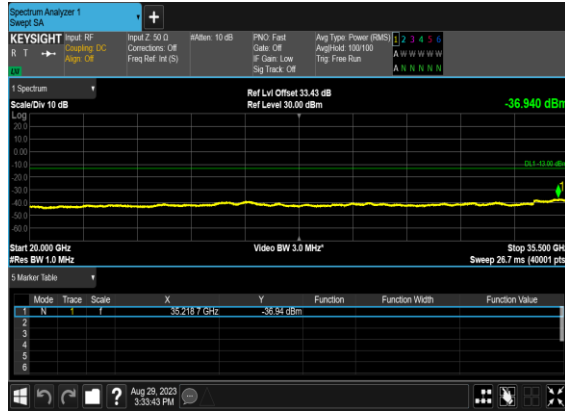 Spectrum Analyzer 1
Swept SA
+
KEYSIGHT
R T
Input: RF
Coupling: DC
Align: Off
Input Z: 50 Ω
Corrections: Off
Freq Ref: Int (S)
#Atten: 10 dB
PNO: Fast
Gate: Off
IF Gain: Low
Sig Track: Off
Avg Type: Power (RMS)
Avg|Hold: 100/100
Trig: Free Run
1 2 3 4 5 6
A W W W W W
A N N N N N
1 Spectrum
Scale/Div 10 dB
Ref Lvl Offset 33.43 dB
Ref Level 30.00 dBm
-36.940 dBm
Log
20.0
10.0
0.00
-10.0
-20.0
-30.0
-40.0
-50.0
-60.0
DL1 -13.00 dBm
1
Start 20.000 GHz
#Res BW 1.0 MHz
Video BW 3.0 MHz*
Stop 35.500 GH
Sweep 26.7 ms (40001 pts
5 Marker Table
Mode Trace Scale X Y Function Function Width Function Value
1 N 1 f 35.218 7 GHz -36.94 dBm
2
3
4
5
6
? Aug 29, 2023
3:33:43 PM